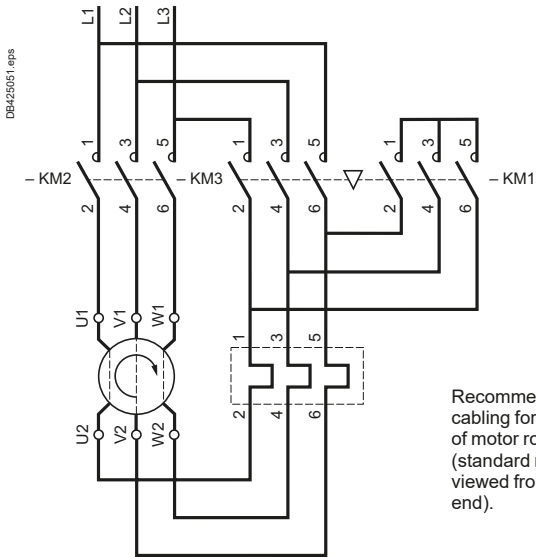 DB425051.eps
L1 L2 L3
1 3 5 1 3 5 1 3 5
– KM2 – KM3 – KM1
2 4 6 2 4 6 2 4 6
U1 V1 W1
1 3 5
2 4 6
U2 V2 W2
Recomme
cabling for
of motor ro
(standard r
viewed fro
end).